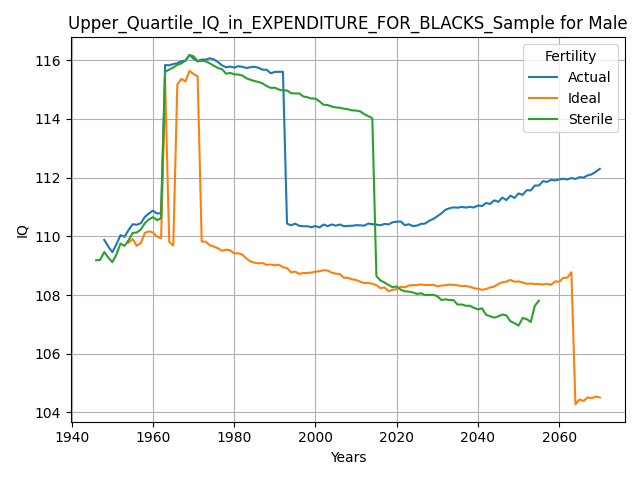 Upper_Quartile_IQ_in_EXPENDITURE_FOR_BLACKS_Sample for Male
Fertility
Actual
Ideal
Sterile
116
114
112
110
108
106
104
IQ
1940
1960
1980
2000
2020
2040
2060
Years